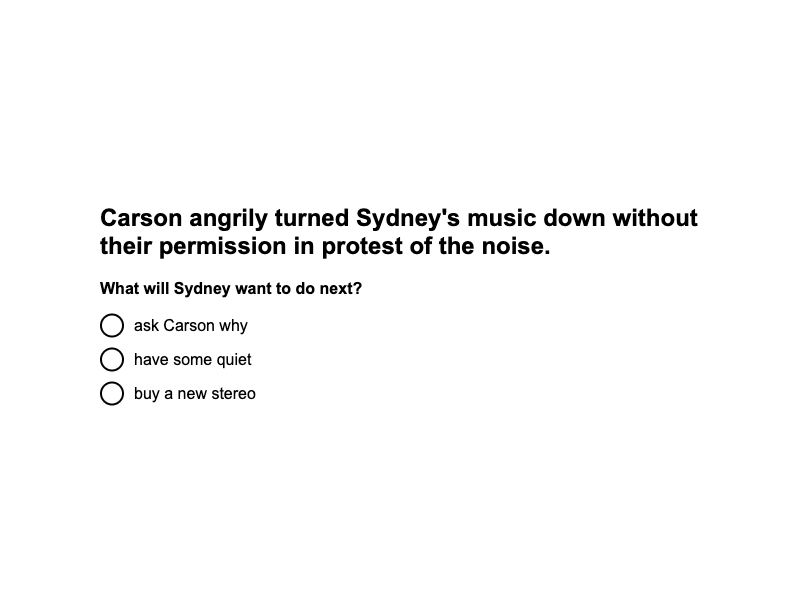 Carson angrily turned Sydney's music down without
their permission in protest of the noise.
What will Sydney want to do next?
ask Carson why
have some quiet
buy a new stereo